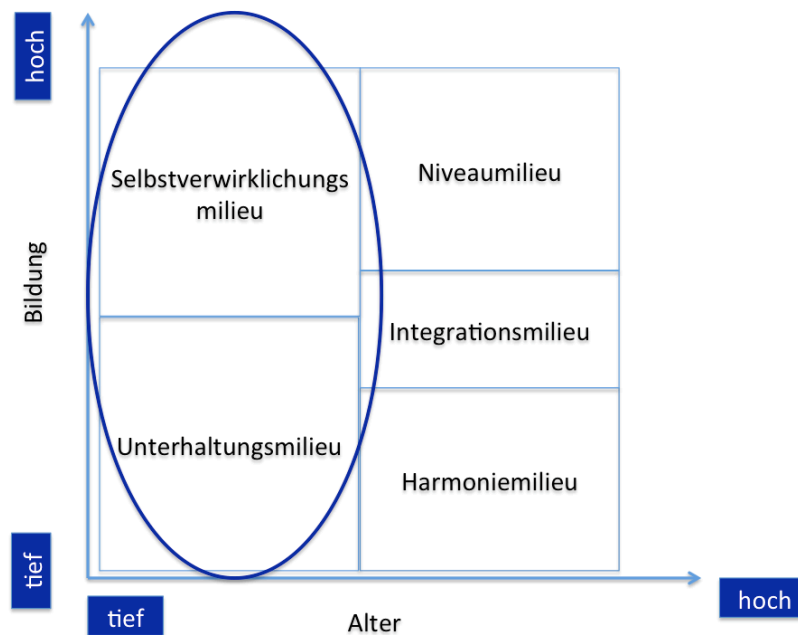 hoch
Selbstverwirklichungs
milieu
Niveaumilieu
Bildung
Integrationsmilieu
Unterhaltungsmilieu
Harmoniemilieu
tief
tief
Alter
hoch